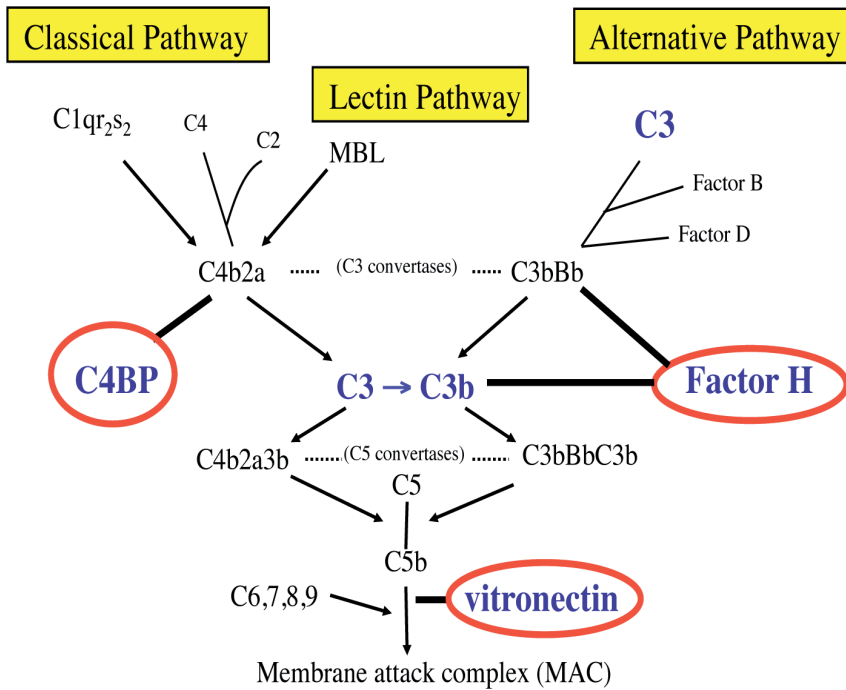 Classical Pathway
Alternative Pathway
Lectin Pathway
C1qr₂s₂
C4
C2
MBL
C3
Factor B
Factor D
C4b2a ...... (C3 convertases) ...... C3bBb
C4BP
C3 → C3b
Factor H
C4b2a3b ........ (C5 convertases) ........ C3bBbC3b
C5
C5b
C6,7,8,9
vitronectin
Membrane attack complex (MAC)